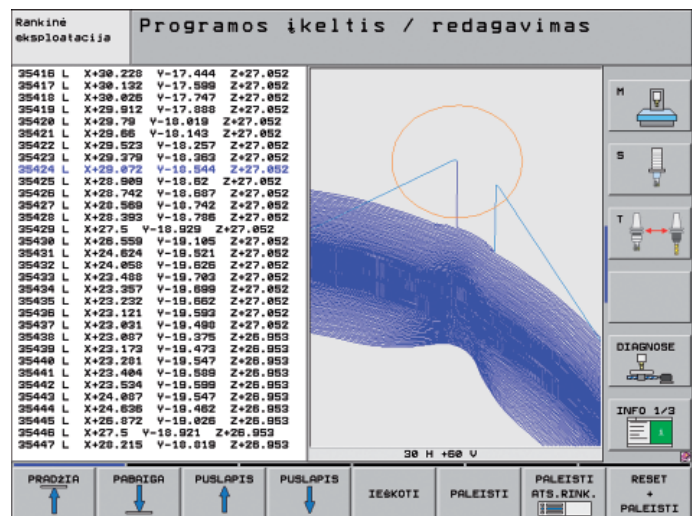 Rankinė
eksploatacija
Programos įkeltis / redagavimas
35416 L X+30.228 Y-17.444 Z+27.052
35417 L X+30.132 Y-17.599 Z+27.052
35418 L X+30.026 Y-17.747 Z+27.052
35419 L X+29.912 Y-17.888 Z+27.052
35420 L X+29.79 Y-18.019 Z+27.052
35421 L X+29.66 Y-18.143 Z+27.052
35422 L X+29.523 Y-18.257 Z+27.052
35423 L X+29.379 Y-18.363 Z+27.052
35424 L X+29.072 Y-18.544 Z+27.052
35425 L X+28.909 Y-18.62 Z+27.052
35426 L X+28.742 Y-18.687 Z+27.052
35427 L X+28.569 Y-18.742 Z+27.052
35428 L X+28.393 Y-18.786 Z+27.052
35429 L X+27.5 Y-18.929 Z+27.052
35430 L X+26.559 Y-19.105 Z+27.052
35431 L X+24.624 Y-19.521 Z+27.052
35432 L X+24.058 Y-19.626 Z+27.052
35433 L X+23.488 Y-19.703 Z+27.052
35434 L X+23.357 Y-19.699 Z+27.052
35435 L X+23.232 Y-19.662 Z+27.052
35436 L X+23.121 Y-19.593 Z+27.052
35437 L X+23.031 Y-19.498 Z+27.052
35438 L X+23.087 Y-19.375 Z+26.953
35439 L X+23.173 Y-19.473 Z+26.953
35440 L X+23.281 Y-19.547 Z+26.953
35441 L X+23.404 Y-19.589 Z+26.953
35442 L X+23.534 Y-19.599 Z+26.953
35443 L X+24.087 Y-19.547 Z+26.953
35444 L X+24.636 Y-19.462 Z+26.953
35445 L X+26.872 Y-19.026 Z+26.953
35446 L X+27.5 Y-18.921 Z+26.953
35447 L X+28.215 Y-18.819 Z+26.953
30 H +60 V
M
S
T
DIAGNOSE
INFO 1/3
i
PRADŽIA
PABAIGA
PUSLAPIS
PUSLAPIS
IEŠKOTI
PALEISTI
PALEISTI
ATS.RINK.
RESET
+
PALEISTI